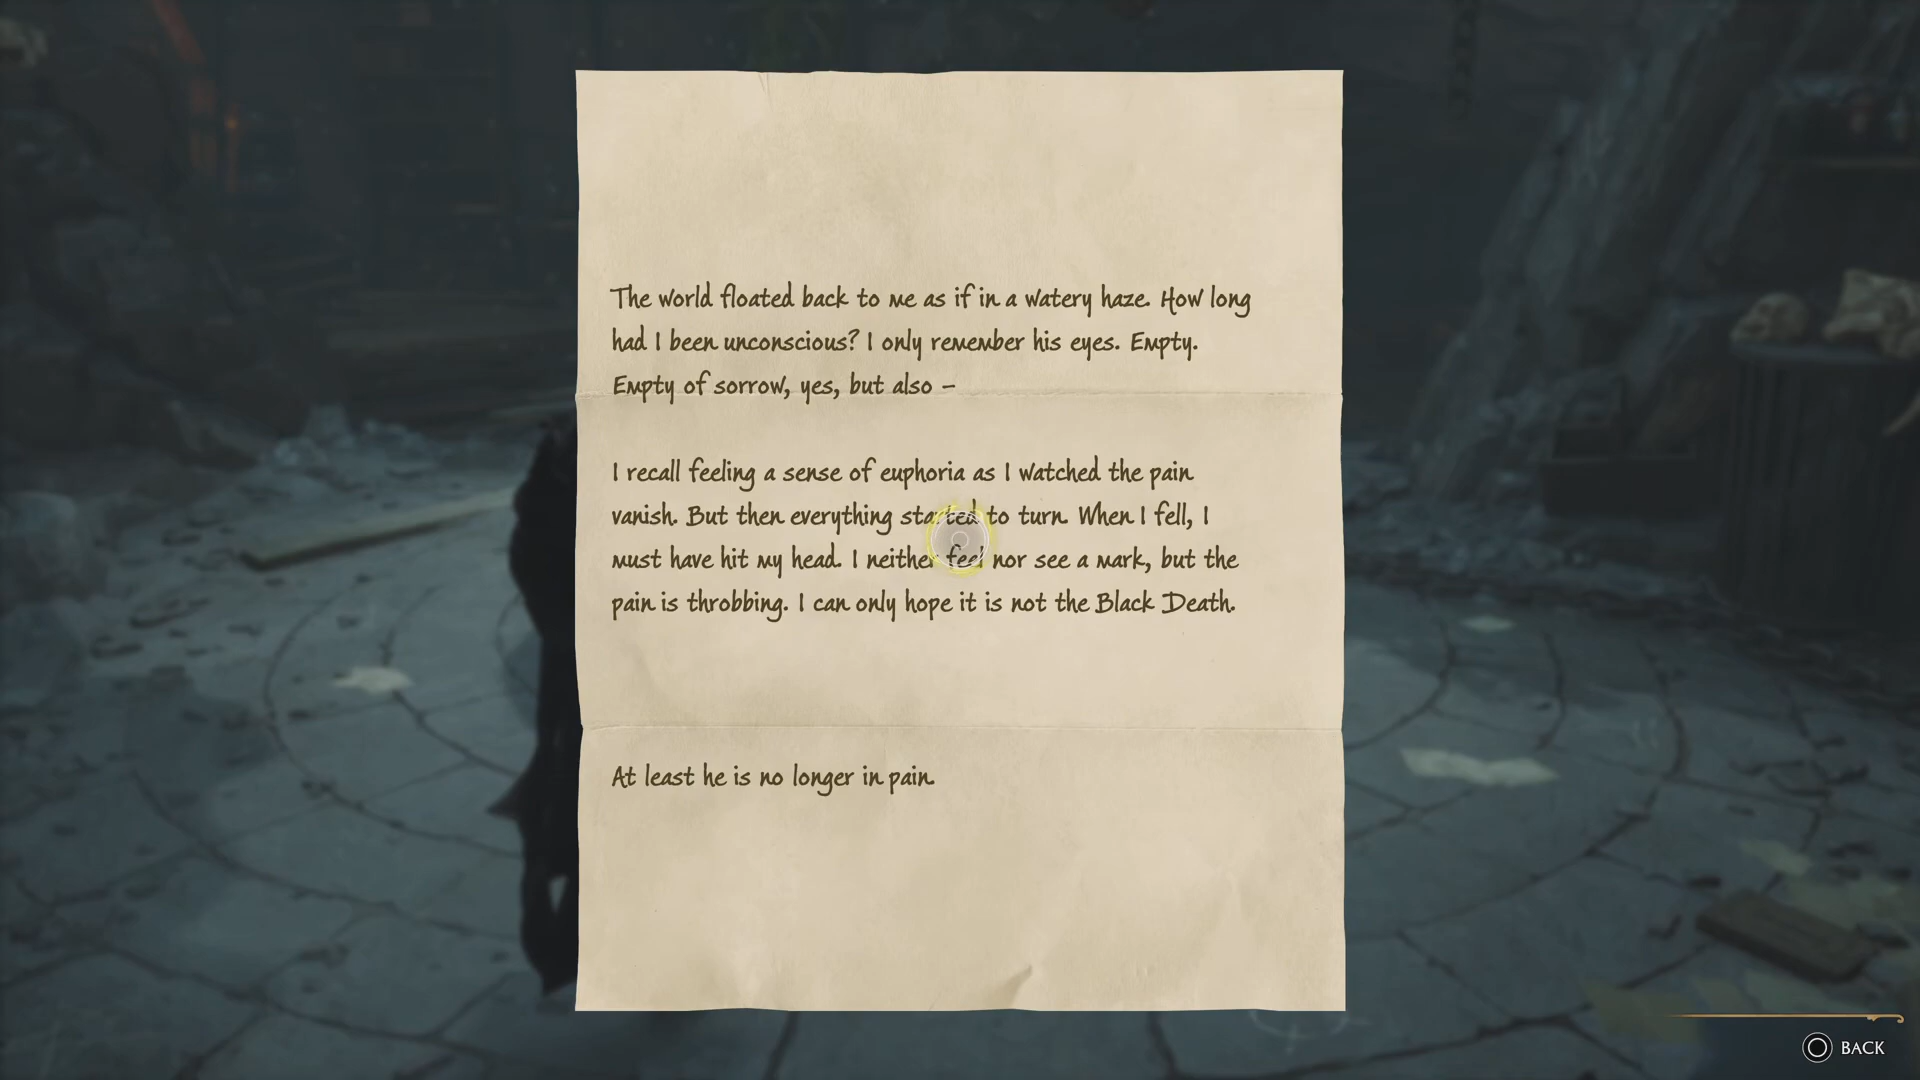 The world floated back to me as if in a watery haze. How long
had I been unconscious? I only remember his eyes. Empty.
Empty of sorrow, yes, but also –
I recall feeling a sense of euphoria as I watched the pain
vanish. But then everything started to turn. When I fell, I
must have hit my head. I neither feel nor see a mark, but the
pain is throbbing. I can only hope it is not the Black Death.
At least he is no longer in pain.
BACK